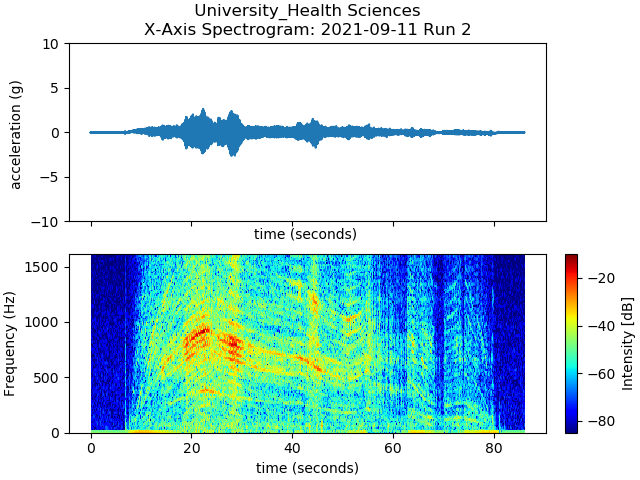 University_Health Sciences
X-Axis Spectrogram: 2021-09-11 Run 2
10
5
0
−5
−10
acceleration (g)
time (seconds)
1500
1000
500
0
Frequency (Hz)
0 20 40 60 80
time (seconds)
−20
−40
−60
−80
Intensity [dB]